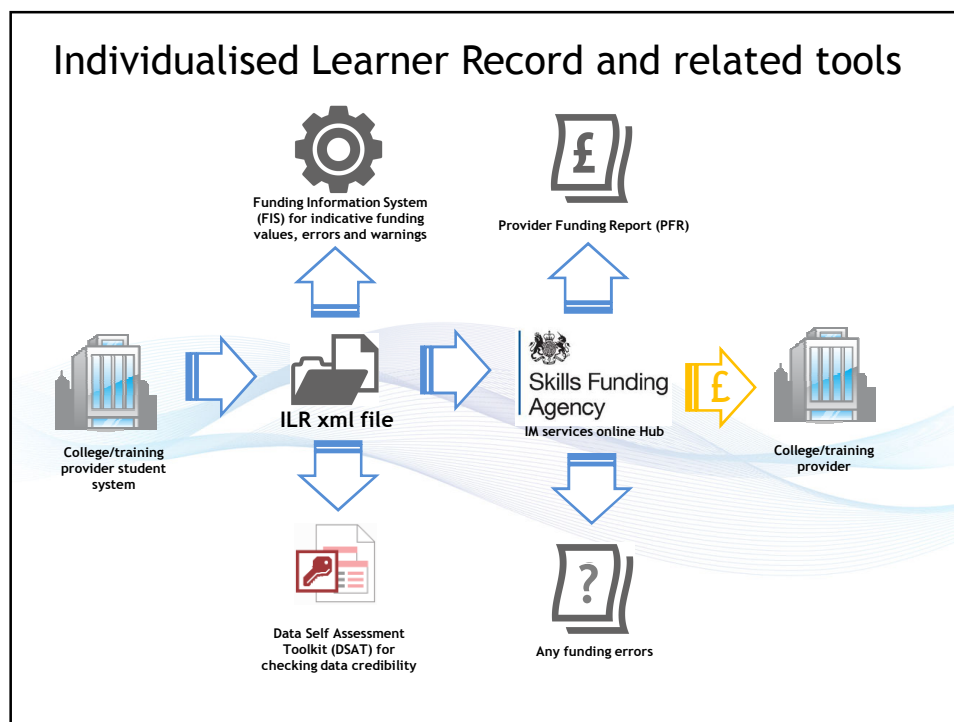 Individualised Learner Record and related tools
Funding Information System
(FIS) for indicative funding
values, errors and warnings
£
Provider Funding Report (PFR)
College/training
provider student
system
ILR xml file
Skills Funding
Agency
IM services online Hub
£
College/training
provider
Data Self Assessment
Toolkit (DSAT) for
checking data credibility
?
Any funding errors